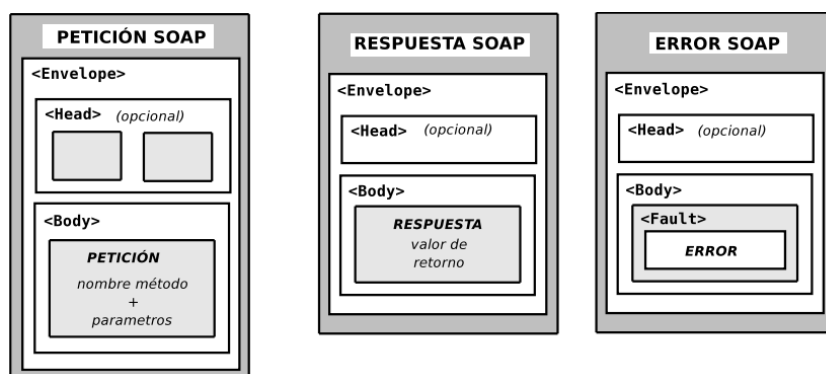 PETICIÓN SOAP
<Envelope>
<Head> (opcional)
<Body>
PETICIÓN
nombre método
+
parametros
RESPUESTA SOAP
<Envelope>
<Head> (opcional)
<Body>
RESPUESTA
valor de
retorno
ERROR SOAP
<Envelope>
<Head> (opcional)
<Body>
<Fault>
ERROR